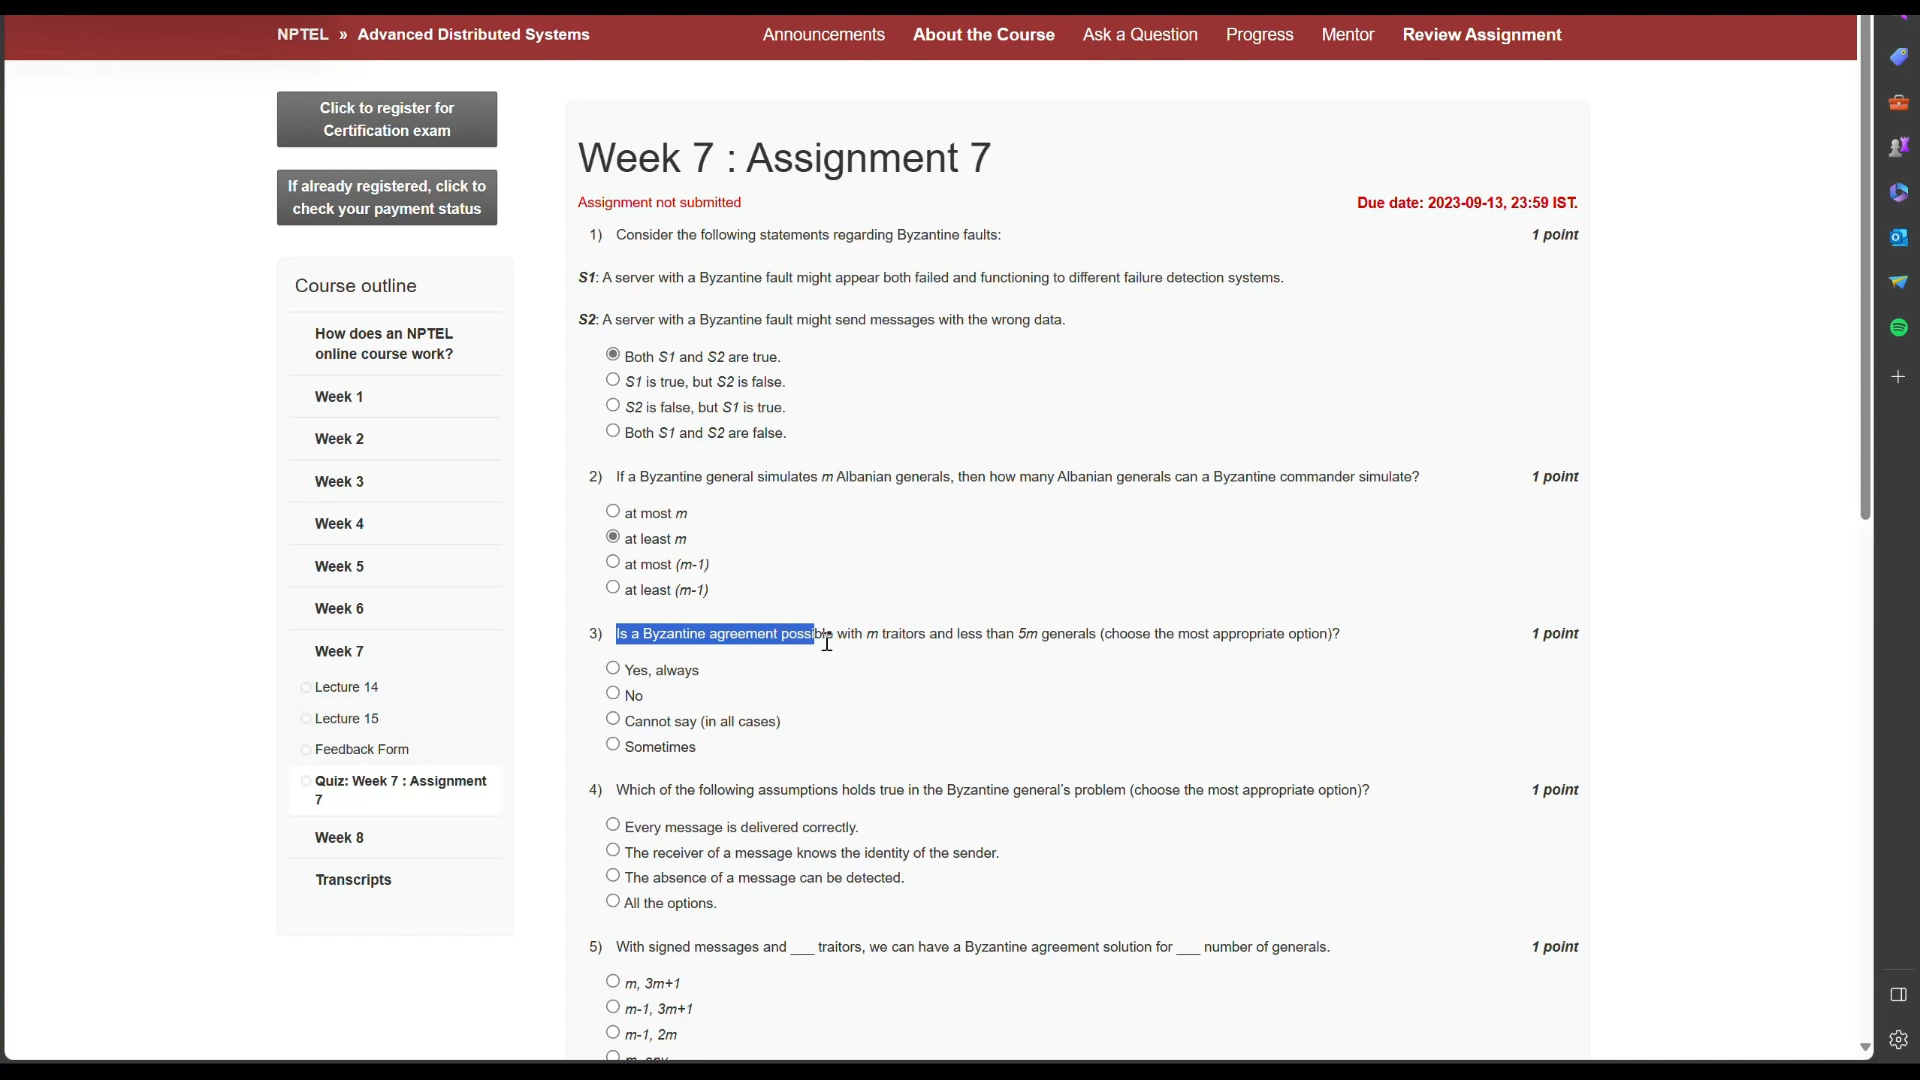 NPTEL » Advanced Distributed Systems
Announcements About the Course Ask a Question Progress Mentor Review Assignment
Click to register for
Certification exam
If already registered, click to
check your payment status
Course outline
How does an NPTEL
online course work?
Week 1
Week 2
Week 3
Week 4
Week 5
Week 6
Week 7
Lecture 14
Lecture 15
Feedback Form
Quiz: Week 7 : Assignment
7
Week 8
Transcripts
Week 7 : Assignment 7
Assignment not submitted Due date: 2023-09-13, 23:59 IST.
1) Consider the following statements regarding Byzantine faults: 1 point
S1: A server with a Byzantine fault might appear both failed and functioning to different failure detection systems.
S2: A server with a Byzantine fault might send messages with the wrong data.
Both S1 and S2 are true.
S1 is true, but S2 is false.
S2 is false, but S1 is true.
Both S1 and S2 are false.
2) If a Byzantine general simulates m Albanian generals, then how many Albanian generals can a Byzantine commander simulate? 1 point
at most m
at least m
at most (m-1)
at least (m-1)
3) Is a Byzantine agreement possible with m traitors and less than 5m generals (choose the most appropriate option)? 1 point
Yes, always
No
Cannot say (in all cases)
Sometimes
4) Which of the following assumptions holds true in the Byzantine general's problem (choose the most appropriate option)? 1 point
Every message is delivered correctly.
The receiver of a message knows the identity of the sender.
The absence of a message can be detected.
All the options.
5) With signed messages and ___ traitors, we can have a Byzantine agreement solution for ___ number of generals. 1 point
m, 3m+1
m-1, 3m+1
m-1, 2m